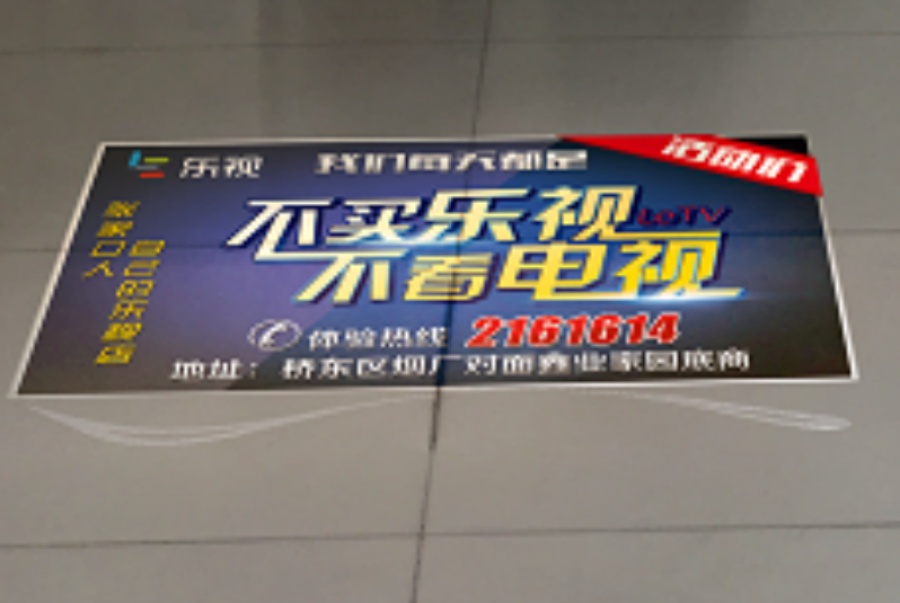 乐视
我们每天都是
活动价
不买乐视
LeTV
不看电视
张家口人
自己的乐视店
体验热线 2161614
地址：桥东区烟厂对面鑫业家园底商